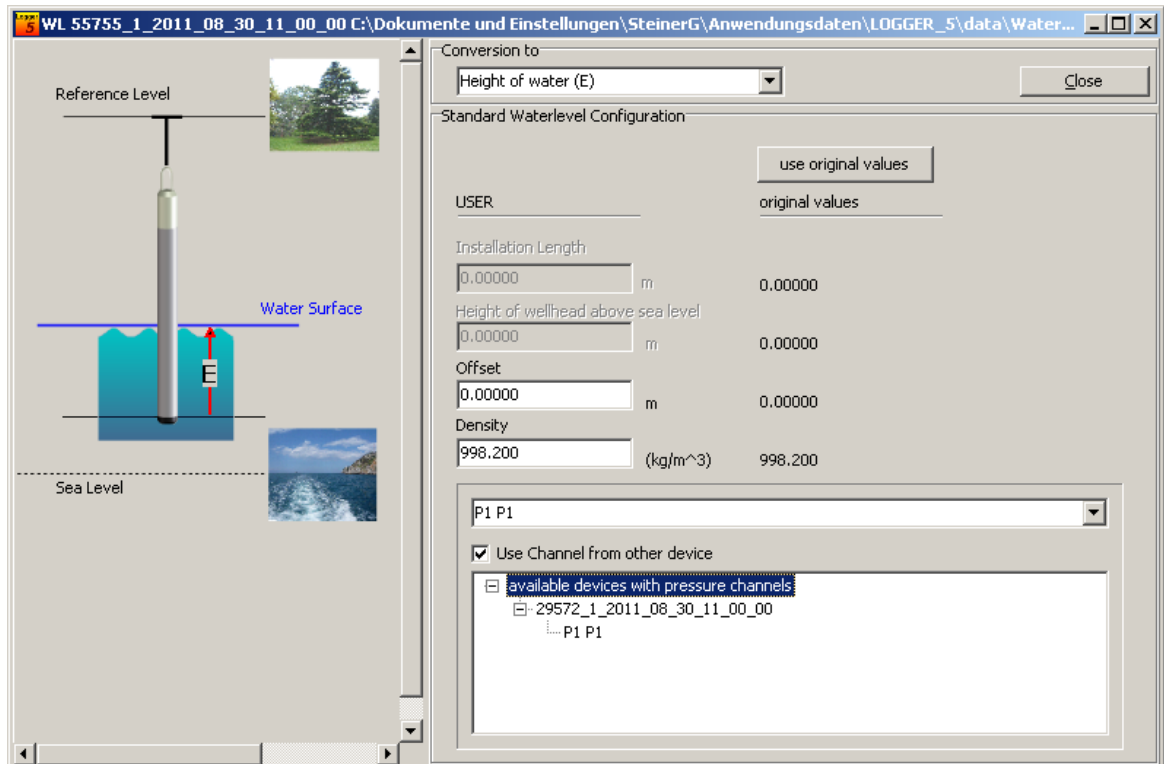 Logger
5
WL 55755_1_2011_08_30_11_00_00 C:\Dokumente und Einstellungen\SteinerG\Anwendungsdaten\LOGGER_5\data\Water...
Reference Level
Water Surface
E
Sea Level
Conversion to
Height of water (E)
Close
Standard Waterlevel Configuration
use original values
USER
original values
Installation Length
0.00000 m 0.00000
Height of wellhead above sea level
0.00000 m 0.00000
Offset
0.00000 m 0.00000
Density
998.200 (kg/m^3) 998.200
P1 P1
Use Channel from other device
available devices with pressure channels
29572_1_2011_08_30_11_00_00
P1 P1